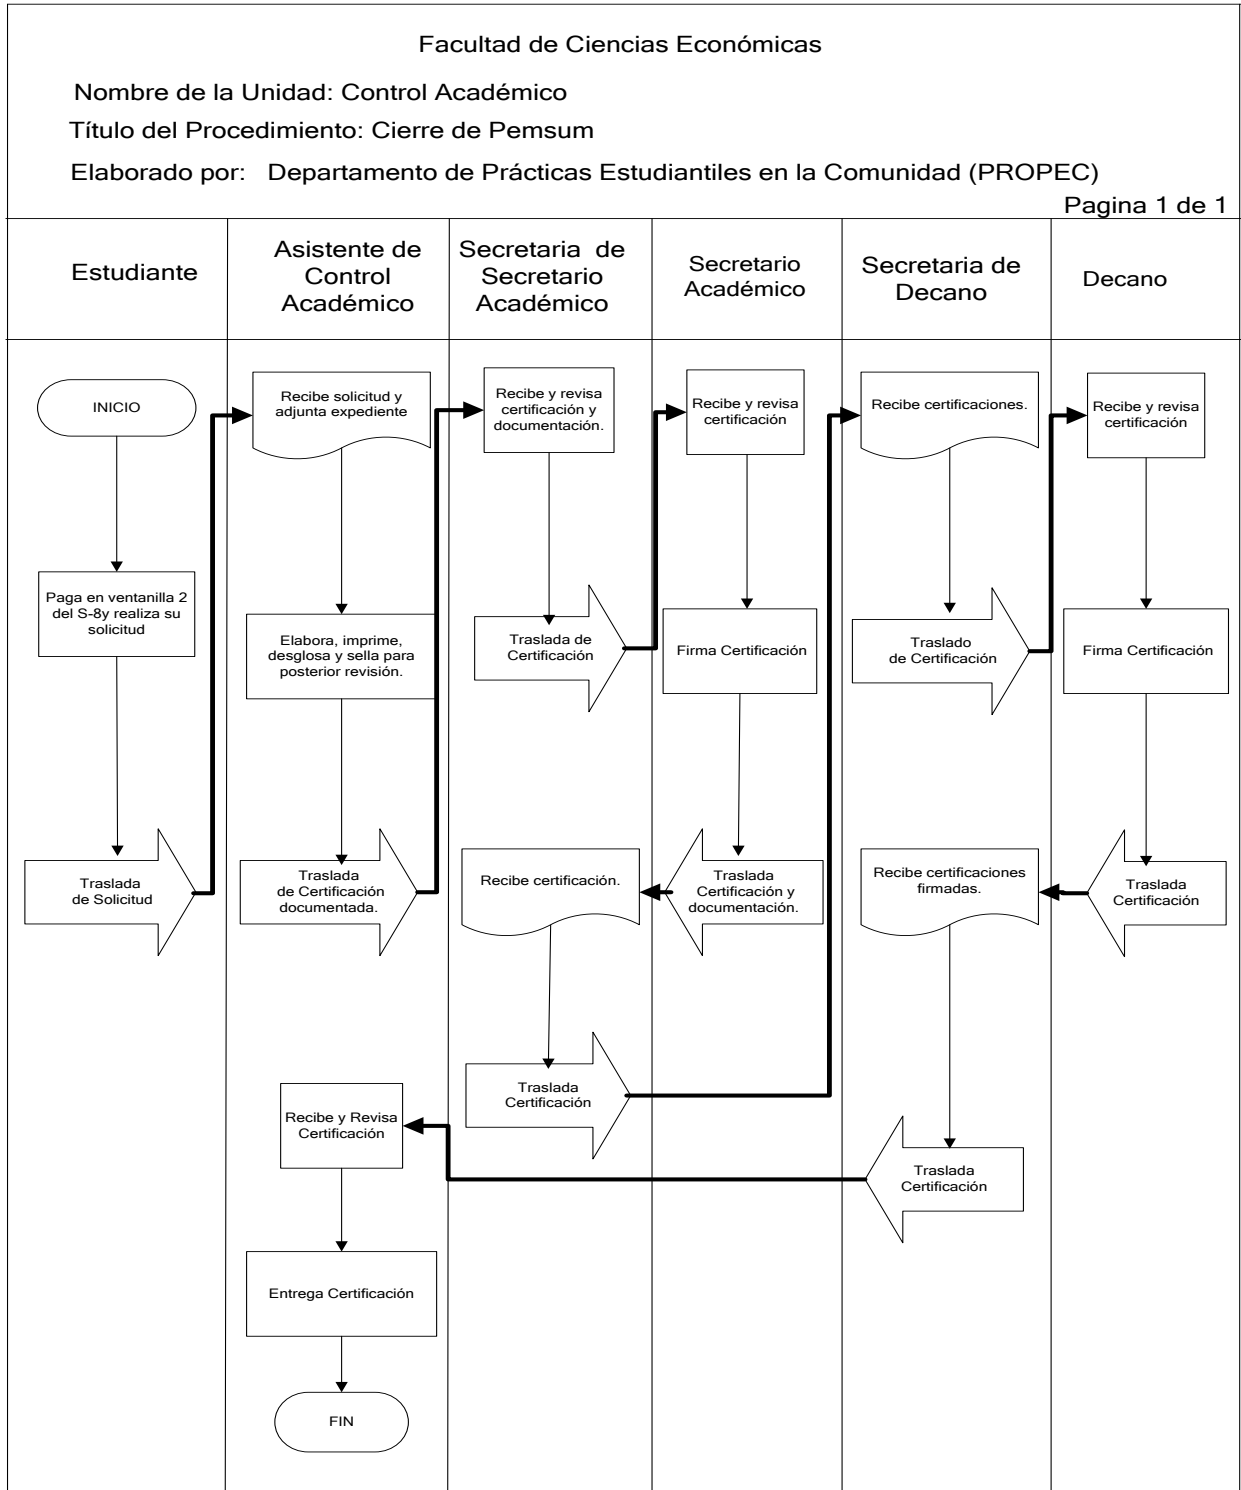 Facultad de Ciencias Económicas
Nombre de la Unidad: Control Académico
Título del Procedimiento: Cierre de Pemsum
Elaborado por: Departamento de Prácticas Estudiantiles en la Comunidad (PROPEC)
Pagina 1 de 1
Estudiante
Asistente de
Control
Académico
Secretaria de
Secretario
Académico
Secretario
Académico
Secretaria de
Decano
Decano
INICIO
Paga en ventanilla 2
del S-8y realiza su
solicitud
Traslada
de Solicitud
Recibe solicitud y
adjunta expediente
Elabora, imprime,
desglosa y sella para
posterior revisión.
Traslada
de Certificación
documentada.
Recibe y revisa
certificación y
documentación.
Traslada de
Certificación
Recibe y revisa
certificación
Firma Certificación
Traslada
Certificación y
documentación.
Recibe certificación.
Traslada
Certificación
Recibe certificaciones.
Traslado
de Certificación
Recibe y revisa
certificación
Firma Certificación
Traslada
Certificación
Recibe certificaciones
firmadas.
Traslada
Certificación
Recibe y Revisa
Certificación
Entrega Certificación
FIN